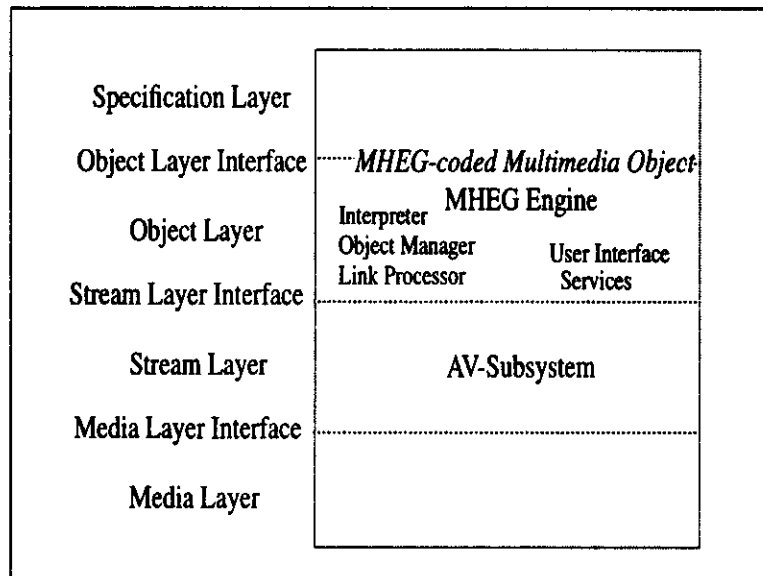 Specification Layer
Object Layer Interface
MHEG-coded Multimedia Object
MHEG Engine
Object Layer
Interpreter
Object Manager
Link Processor
User Interface
Services
Stream Layer Interface
Stream Layer
AV-Subsystem
Media Layer Interface
Media Layer